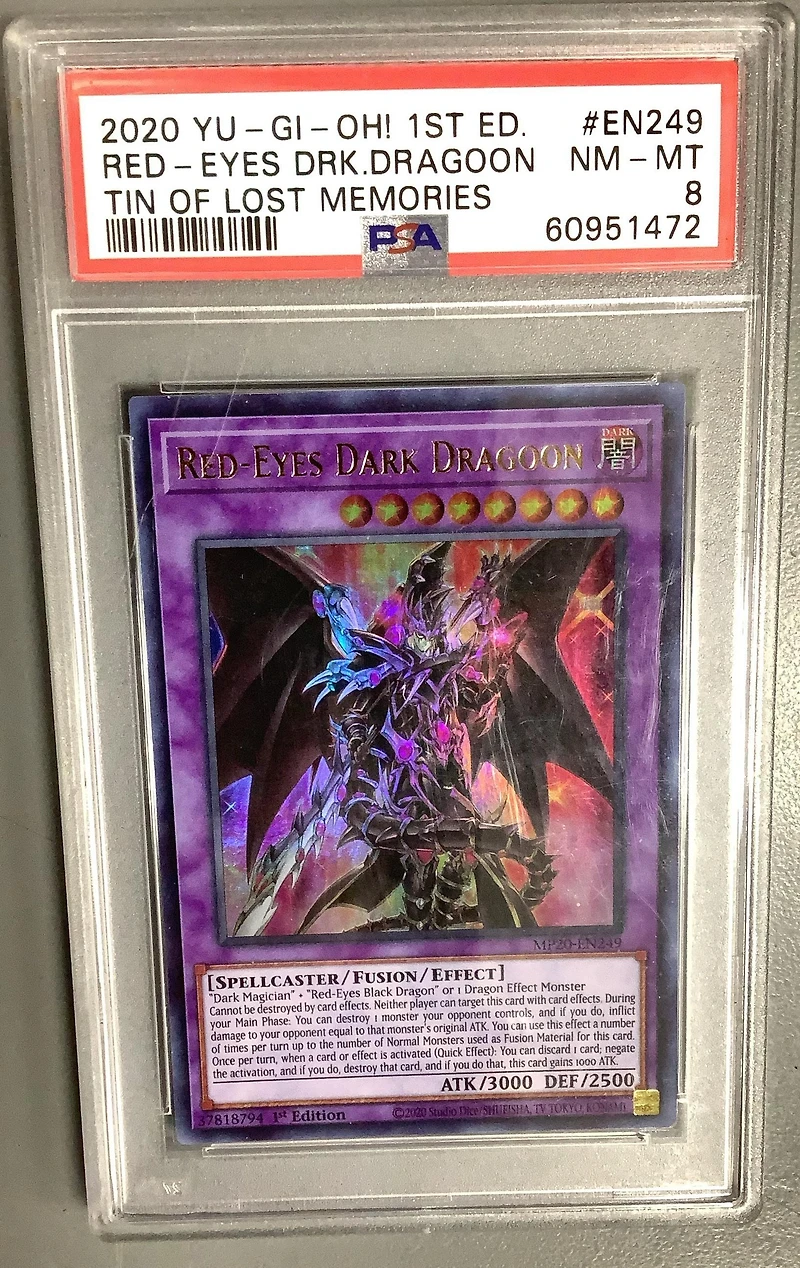 2020 YU-GI-OH! 1ST ED. #EN249
RED-EYES DRK.DRAGOON NM-MT
TIN OF LOST MEMORIES 8
PSA 60951472
RED-EYES DARK DRAGOON DARK
闇
MP20-EN249
[SPELLCASTER/FUSION/EFFECT]
"Dark Magician" + "Red-Eyes Black Dragon" or 1 Dragon Effect Monster
Cannot be destroyed by card effects. Neither player can target this card with card effects. During
your Main Phase: You can destroy 1 monster your opponent controls, and if you do, inflict
damage to your opponent equal to that monster's original ATK. You can use this effect a number
of times per turn up to the number of Normal Monsters used as Fusion Material for this card.
Once per turn, when a card or effect is activated (Quick Effect): You can discard 1 card; negate
the activation, and if you do, destroy that card, and if you do that, this card gains 1000 ATK.
ATK/3000 DEF/2500
37818794 1st Edition ©2020 Studio Dice/SHUEISHA, TV TOKYO, KONAMI